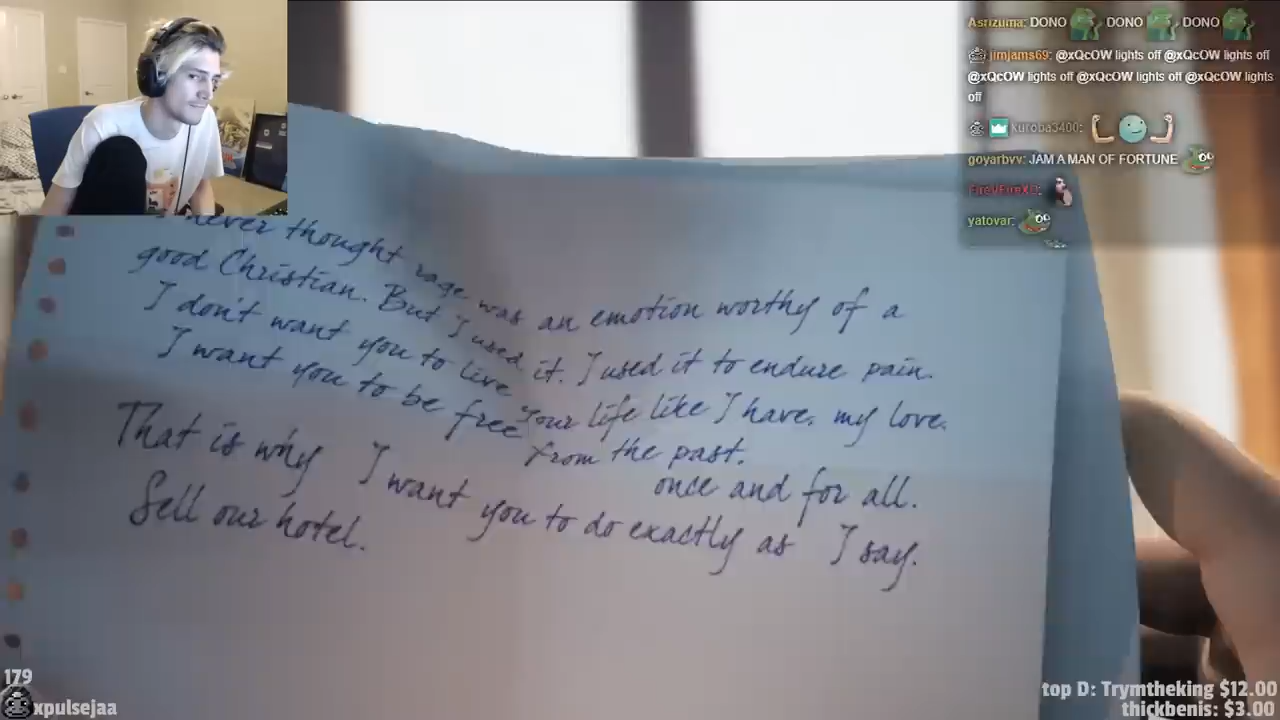 never thought rage was an emotion worthy of a
good Christian. But I used it. I used it to endure pain.
I don't want you to live your life like I have. my love.
I want you to be free from the past.
once and for all.
That is why I want you to do exactly as I say.
Sell our hotel.
Asrizuma: DONO DONO DONO
jimjams69: @xQcOW lights off @xQcOW lights off
@xQcOW lights off @xQcOW lights off @xQcOW lights
off
kuroba3400:
goyarbvv: JAM A MAN OF FORTUNE
yatovar:
179
xpulsejaa
top D: Trymtheking $12.00
thickbenis: $3.00